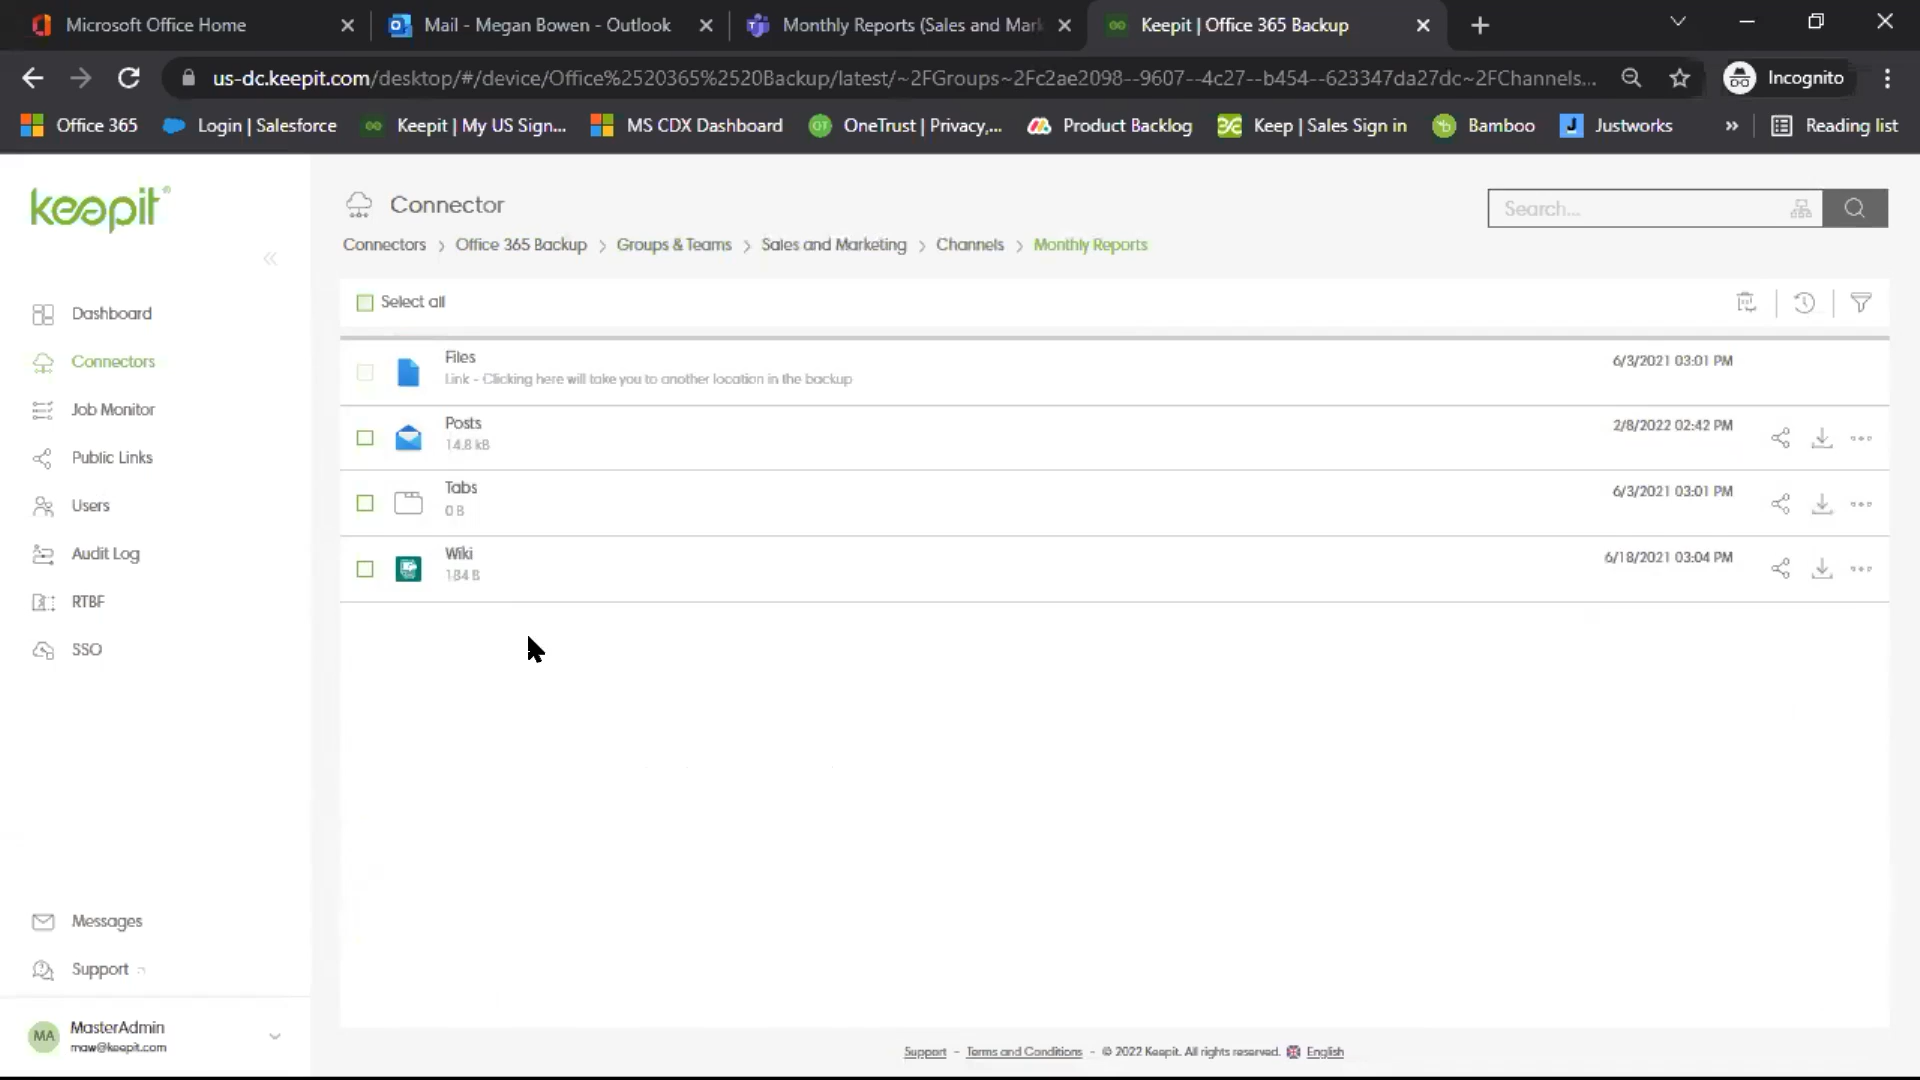 Microsoft Office Home
Mail - Megan Bowen - Outlook
Monthly Reports (Sales and Mark
Keepit | Office 365 Backup
us-dc.keepit.com/desktop/#/device/Office%2520365%2520Backup/latest/~2FGroups~2Fc2ae2098--9607--4c27--b454--623347da27dc~2FChannels...
Incognito
Office 365
Login | Salesforce
Keepit | My US Sign...
MS CDX Dashboard
OneTrust | Privacy,...
Product Backlog
Keep | Sales Sign in
Bamboo
Justworks
Reading list
keepit®
Connector
Search...
Connectors > Office 365 Backup > Groups & Teams > Sales and Marketing > Channels > Monthly Reports
Dashboard
Connectors
Job Monitor
Public Links
Users
Audit Log
RTBF
SSO
Messages
Support
MA
MasterAdmin
maw@keepit.com
Select all
Files
Link - Clicking here will take you to another location in the backup
6/3/2021 03:01 PM
Posts
14.8 kB
2/8/2022 02:42 PM
Tabs
0 B
6/3/2021 03:01 PM
Wiki
184 B
6/18/2021 03:04 PM
Support - Terms and Conditions - © 2022 Keepit. All rights reserved. English